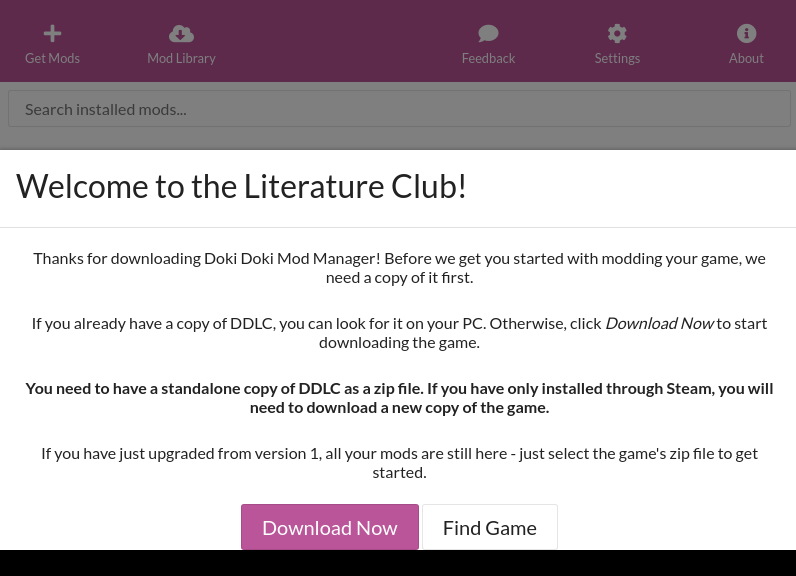 Get Mods
Mod Library
Feedback
Settings
About
Search installed mods...
Welcome to the Literature Club!
Thanks for downloading Doki Doki Mod Manager! Before we get you started with modding your game, we
need a copy of it first.
If you already have a copy of DDLC, you can look for it on your PC. Otherwise, click Download Now to start
downloading the game.
You need to have a standalone copy of DDLC as a zip file. If you have only installed through Steam, you will
need to download a new copy of the game.
If you have just upgraded from version 1, all your mods are still here - just select the game's zip file to get
started.
Download Now
Find Game